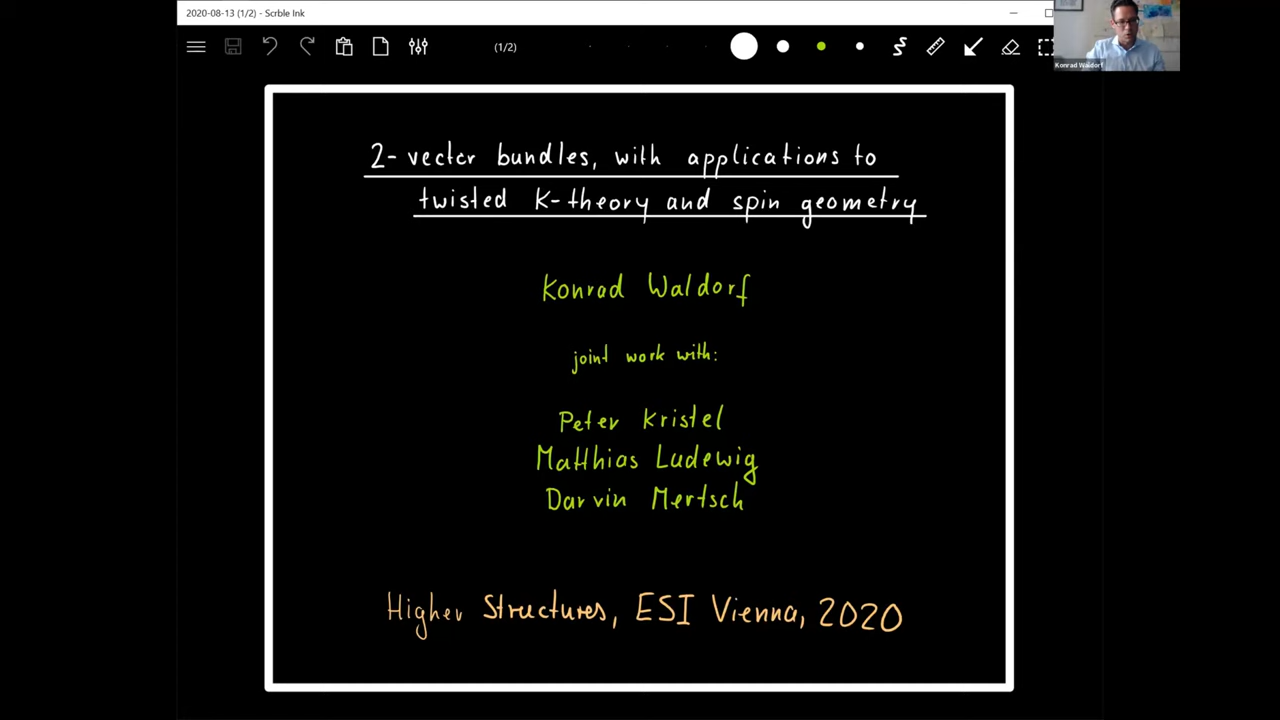 2020-08-13 (1/2) - Scrble Ink
(1/2)
Konrad Waldorf
2- vector bundles, with applications to
twisted K-theory and spin geometry
Konrad Waldorf
joint work with:
Peter Kristel
Matthias Ludewig
Darvin Mertsch
Higher Structures, ESI Vienna, 2020